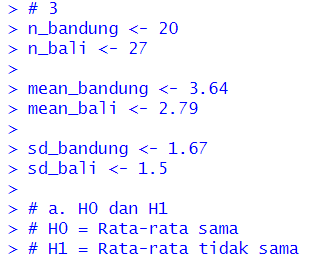 > # 3
> n_bandung <- 20
> n_bali <- 27
>
> mean_bandung <- 3.64
> mean_bali <- 2.79
>
> sd_bandung <- 1.67
> sd_bali <- 1.5
>
> # a. H0 dan H1
> # H0 = Rata-rata sama
> # H1 = Rata-rata tidak sama